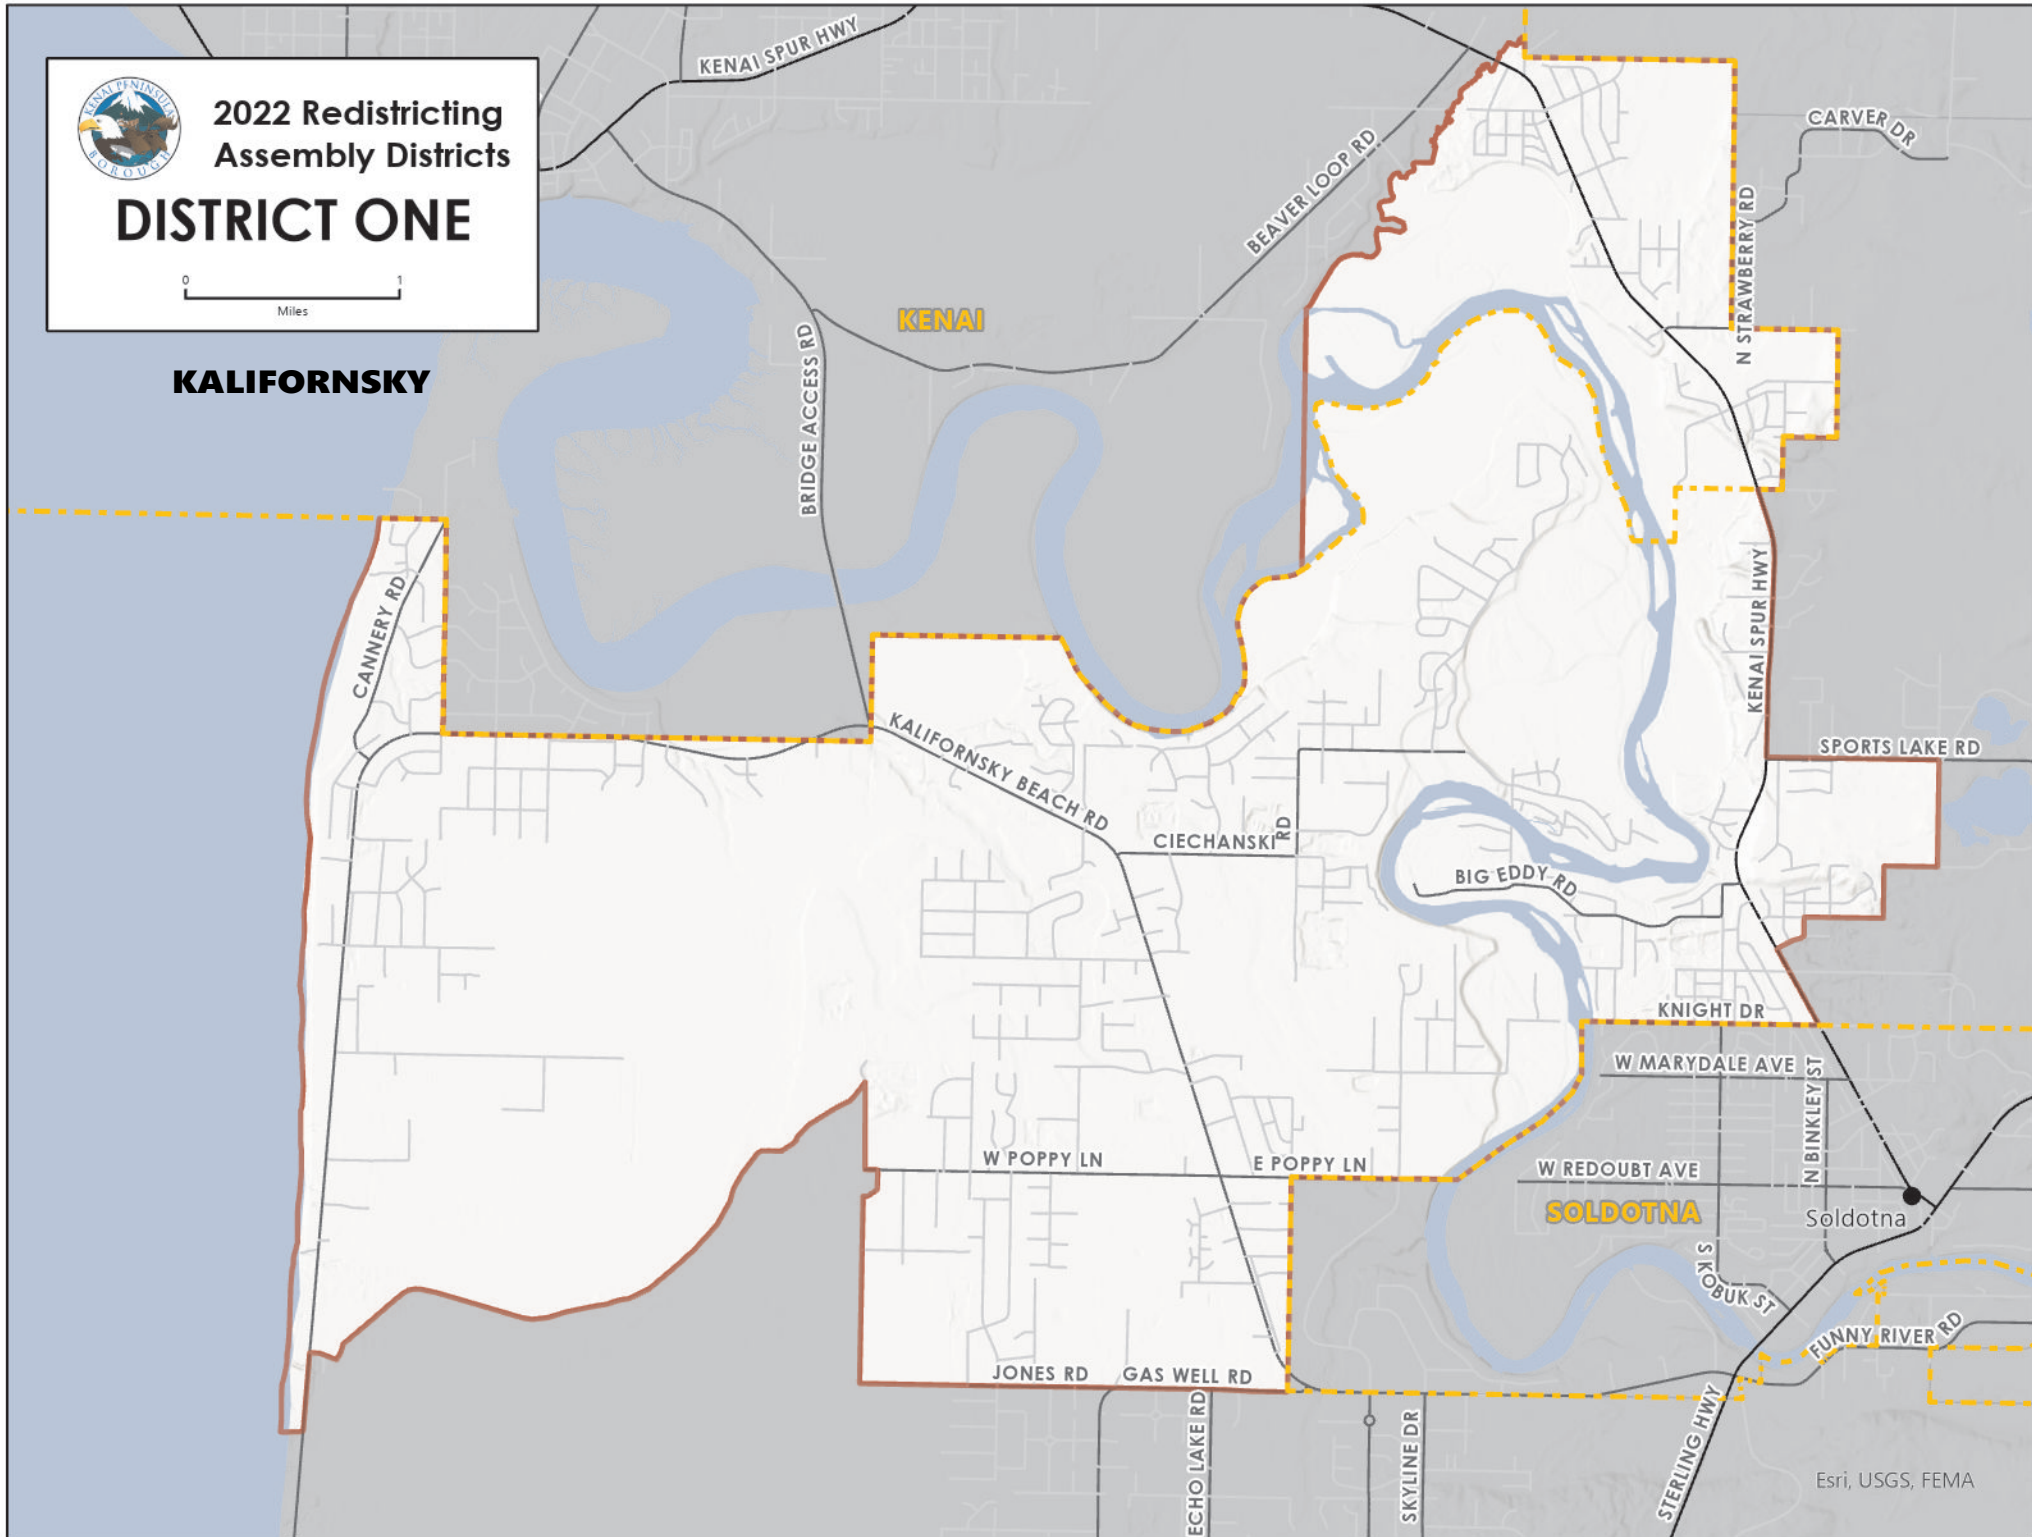 KENAI PENINSULA
BOROUGH
2022 Redistricting
Assembly Districts
DISTRICT ONE
0 1
Miles
KALIFORNSKY
KENAI SPUR HWY
CARVER DR
BEAVER LOOP RD
N STRAWBERRY RD
KENAI
BRIDGE ACCESS RD
CANNERY RD
KENAI SPUR HWY
KALIFORNSKY BEACH RD
SPORTS LAKE RD
CIECHANSKI RD
BIG EDDY RD
KNIGHT DR
W MARYDALE AVE
N BINKLEY ST
W POPPY LN
E POPPY LN
W REDOUBT AVE
SOLDOTNA
Soldotna
S KOBUK ST
FUNNY RIVER RD
JONES RD
GAS WELL RD
ECHO LAKE RD
SKYLINE DR
STERLING HWY
Esri, USGS, FEMA